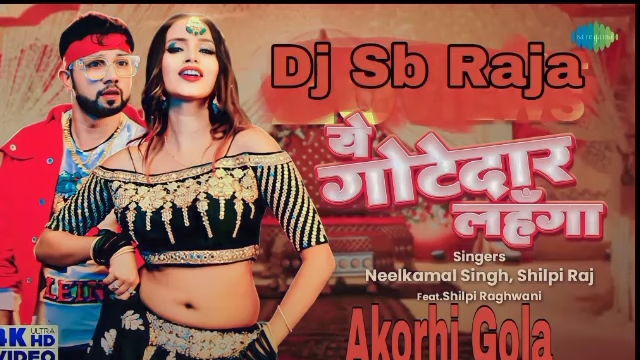 Dj Sb Raja
ये
गोटेदार
लहँगा
Singers
Neelkamal Singh, Shilpi Raj
Feat.Shilpi Raghwani
Akorhi Gola
4K ULTRA HD
VIDEO